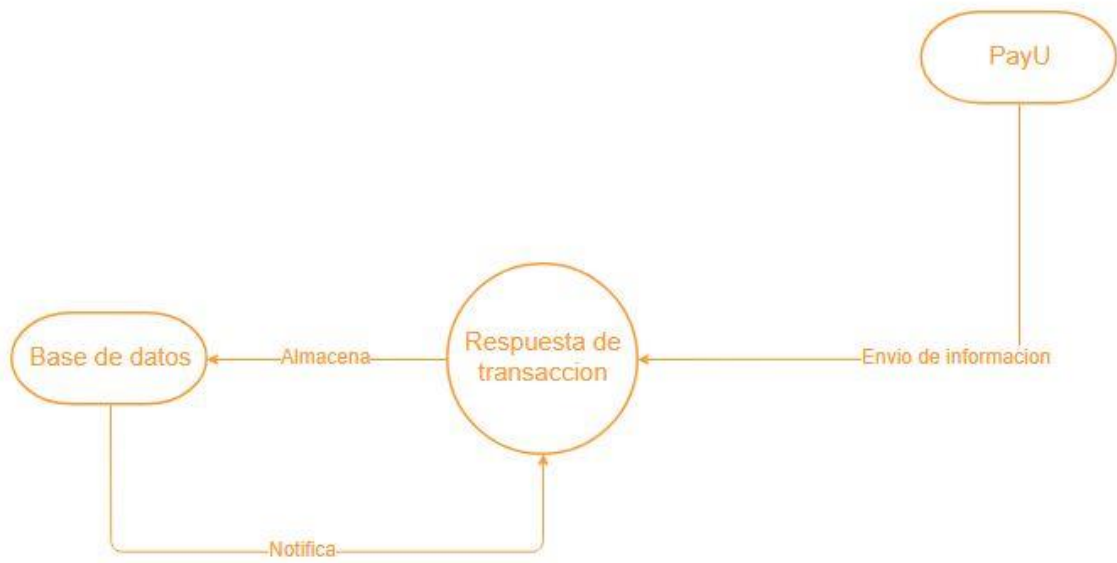 PayU
Respuesta de
transaccion
Base de datos
Almacena
Envio de informacion
Notifica